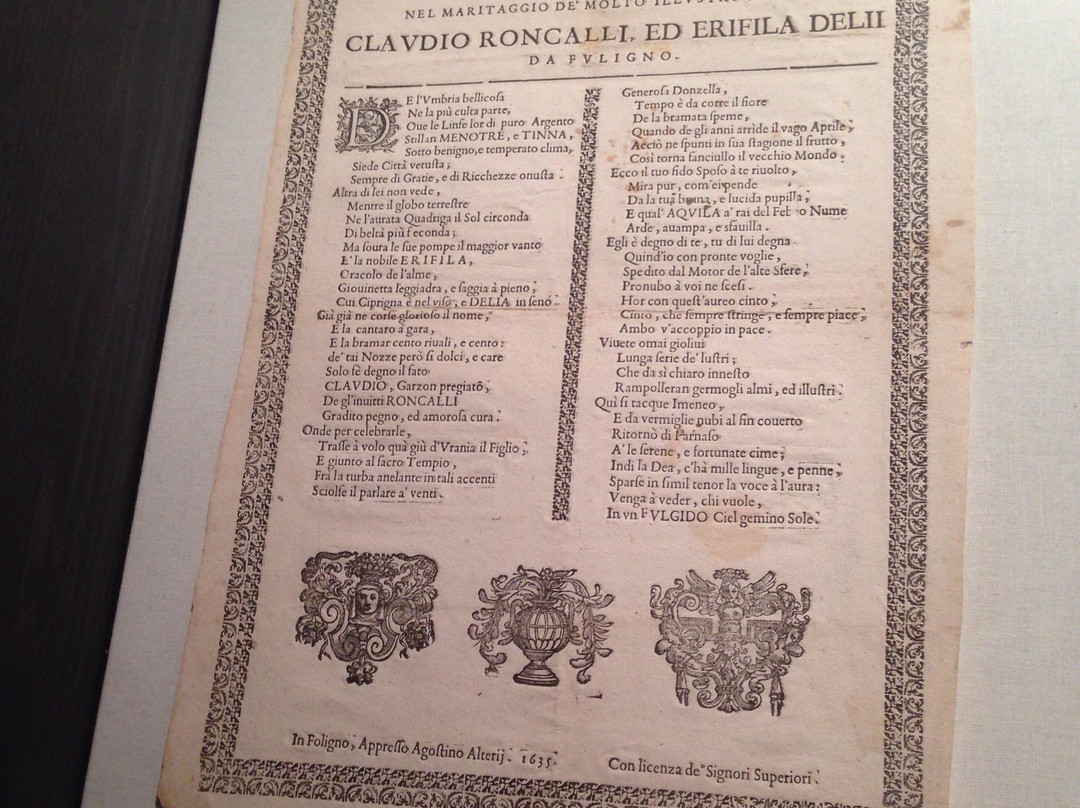 NEL MARITAGGIO DE' MOLTO ILLVSTR
CLAVDIO RONCALLI, ED ERIFILA DELII
DA FVLIGNO.
DE l'Vmbria bellicosa
Ne la più culta parte,
Oue le Linfe lor di puro Argento
Stillan MENOTRE, e TINNA,
Sotto benigno, e temperato clima,
Siede Città vetusta;
Sempre di Gratie, e di Ricchezze onusta:
Altra di lei non vede,
Mentre il globo terrestre
Ne l'aurata Quadriga il Sol circonda
Di beltà più feconda;
Ma soura le sue pompe il maggior vanto
E' la nobile ERIFILA,
Oracolo de l'alme,
Giouinetta leggiadra, e saggia à pieno;
Cui Ciprigna è nel viso, e DELIA in seno.
Già già ne corse glorioso il nome,
E la cantaro à gara,
E la bramar cento riuali, e cento:
de' tai Nozze però sì dolci, e care
Solo fè degno il fato
CLAVDIO, Garzon pregiato,
De gl'inuitti RONCALLI
Gradito pegno, ed amorosa cura:
Onde per celebrarle,
Trasse à volo quà giù d'Vrania il Figlio;
E giunto al sacro Tempio,
Frà la turba anelante in tali accenti
Sciolse il parlare a' venti.
Generosa Donzella,
Tempo è da corre il fiore
De la bramata speme,
Quando de gli anni arride il vago Aprile;
Acciò ne spunti in sua stagione il frutto,
Così torna fanciullo il vecchio Mondo.
Ecco il tuo fido Sposo à te riuolto,
Mira pur, com'ei pende
Da la tua bruna, e lucida pupilla,
E qual' AQVILA a' rai del Nume
Arde, auampa, e sfauilla.
Egli è degno di te, tu di lui degna
Quind'io con pronte voglie,
Spedito dal Motor de l'alte Sfere,
Pronubo à voi ne scesi.
Hor con quest'aureo cinto,
Cinto, che sempre stringe, e sempre piace,
Ambo v'accoppio in pace.
Viuete omai gioliui
Lunga serie de' lustri;
Che da sì chiaro innesto
Rampolleran germogli almi, ed illustri:
Quì si tacque Imeneo,
E da vermiglie nubi al fin couerto
Ritornò di Parnaso
A' le serene, e fortunate cime;
Indi la Dea, c'hà mille lingue, e penne,
Sparse in simil tenor la voce à l'aura:
Venga à veder, chi vuole,
In vn FVLGIDO Ciel gemino Sole.
In Foligno, Appresso Agostino Alterij. 1635.
Con licenza de' Signori Superiori.